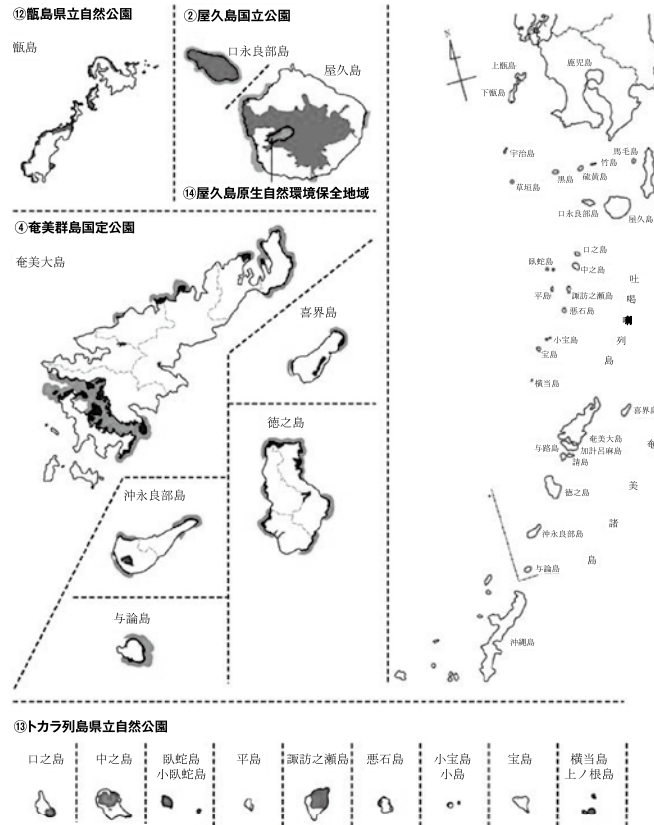 ⑫甑島県立自然公園
甑島
②屋久島国立公園
口永良部島
屋久島
⑭屋久島原生自然環境保全地域
④奄美群島国定公園
奄美大島
喜界島
徳之島
沖永良部島
与論島
N
上甑島
下甑島
鹿児島
宇治島
草垣島
黒島
硫黄島
竹島
馬毛島
口永良部島
屋久島
口之島
臥蛇島
中之島
平島
諏訪之瀬島
悪石島
小宝島
宝島
横当島
吐
喝
列
島
喜界島
奄美大島
与路島
加計呂麻島
請島
徳之島
沖永良部島
与論島
沖縄島
奄
美
諸
島
⑬トカラ列島県立自然公園
口之島
中之島
臥蛇島
小臥蛇島
平島
諏訪之瀬島
悪石島
小宝島
小島
宝島
横当島
上ノ根島